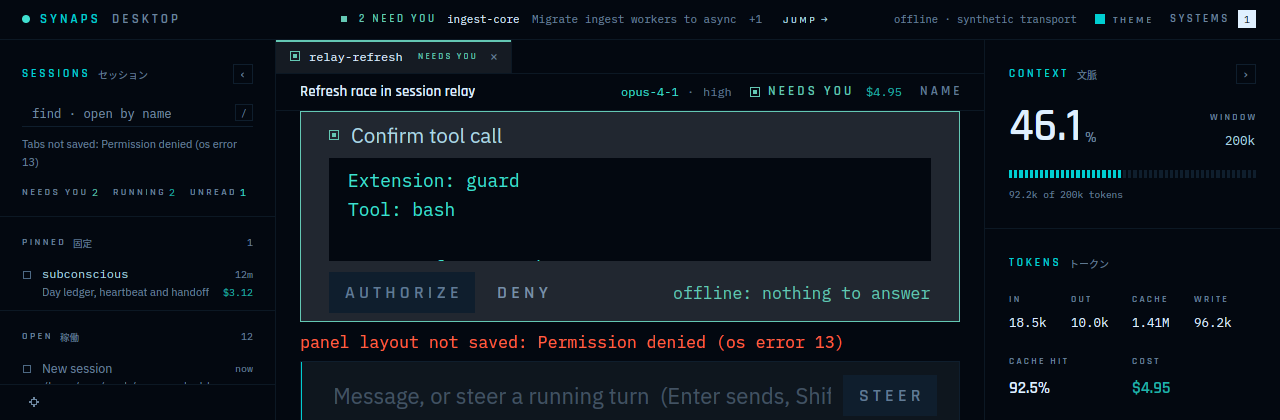 SYNAPS DESKTOP
2 NEED YOU ingest-core Migrate ingest workers to async +1 JUMP →
offline · synthetic transport THEME SYSTEMS 1
SESSIONS セッション ‹
find · open by name /
Tabs not saved: Permission denied (os error 13)
NEEDS YOU 2 RUNNING 2 UNREAD 1
PINNED 固定 1
subconscious 12m
Day ledger, heartbeat and handoff $3.12
OPEN 稼働 12
New session now
relay-refresh NEEDS YOU ×
Refresh race in session relay opus-4-1 · high NEEDS YOU $4.95 NAME
Confirm tool call
Extension: guard
Tool: bash
AUTHORIZE DENY offline: nothing to answer
panel layout not saved: Permission denied (os error 13)
Message, or steer a running turn (Enter sends, Shif STEER
CONTEXT 文脈 ›
46.1% WINDOW
200k
92.2k of 200k tokens
TOKENS トークン
IN OUT CACHE WRITE
18.5k 10.0k 1.41M 96.2k
CACHE HIT COST
92.5% $4.95